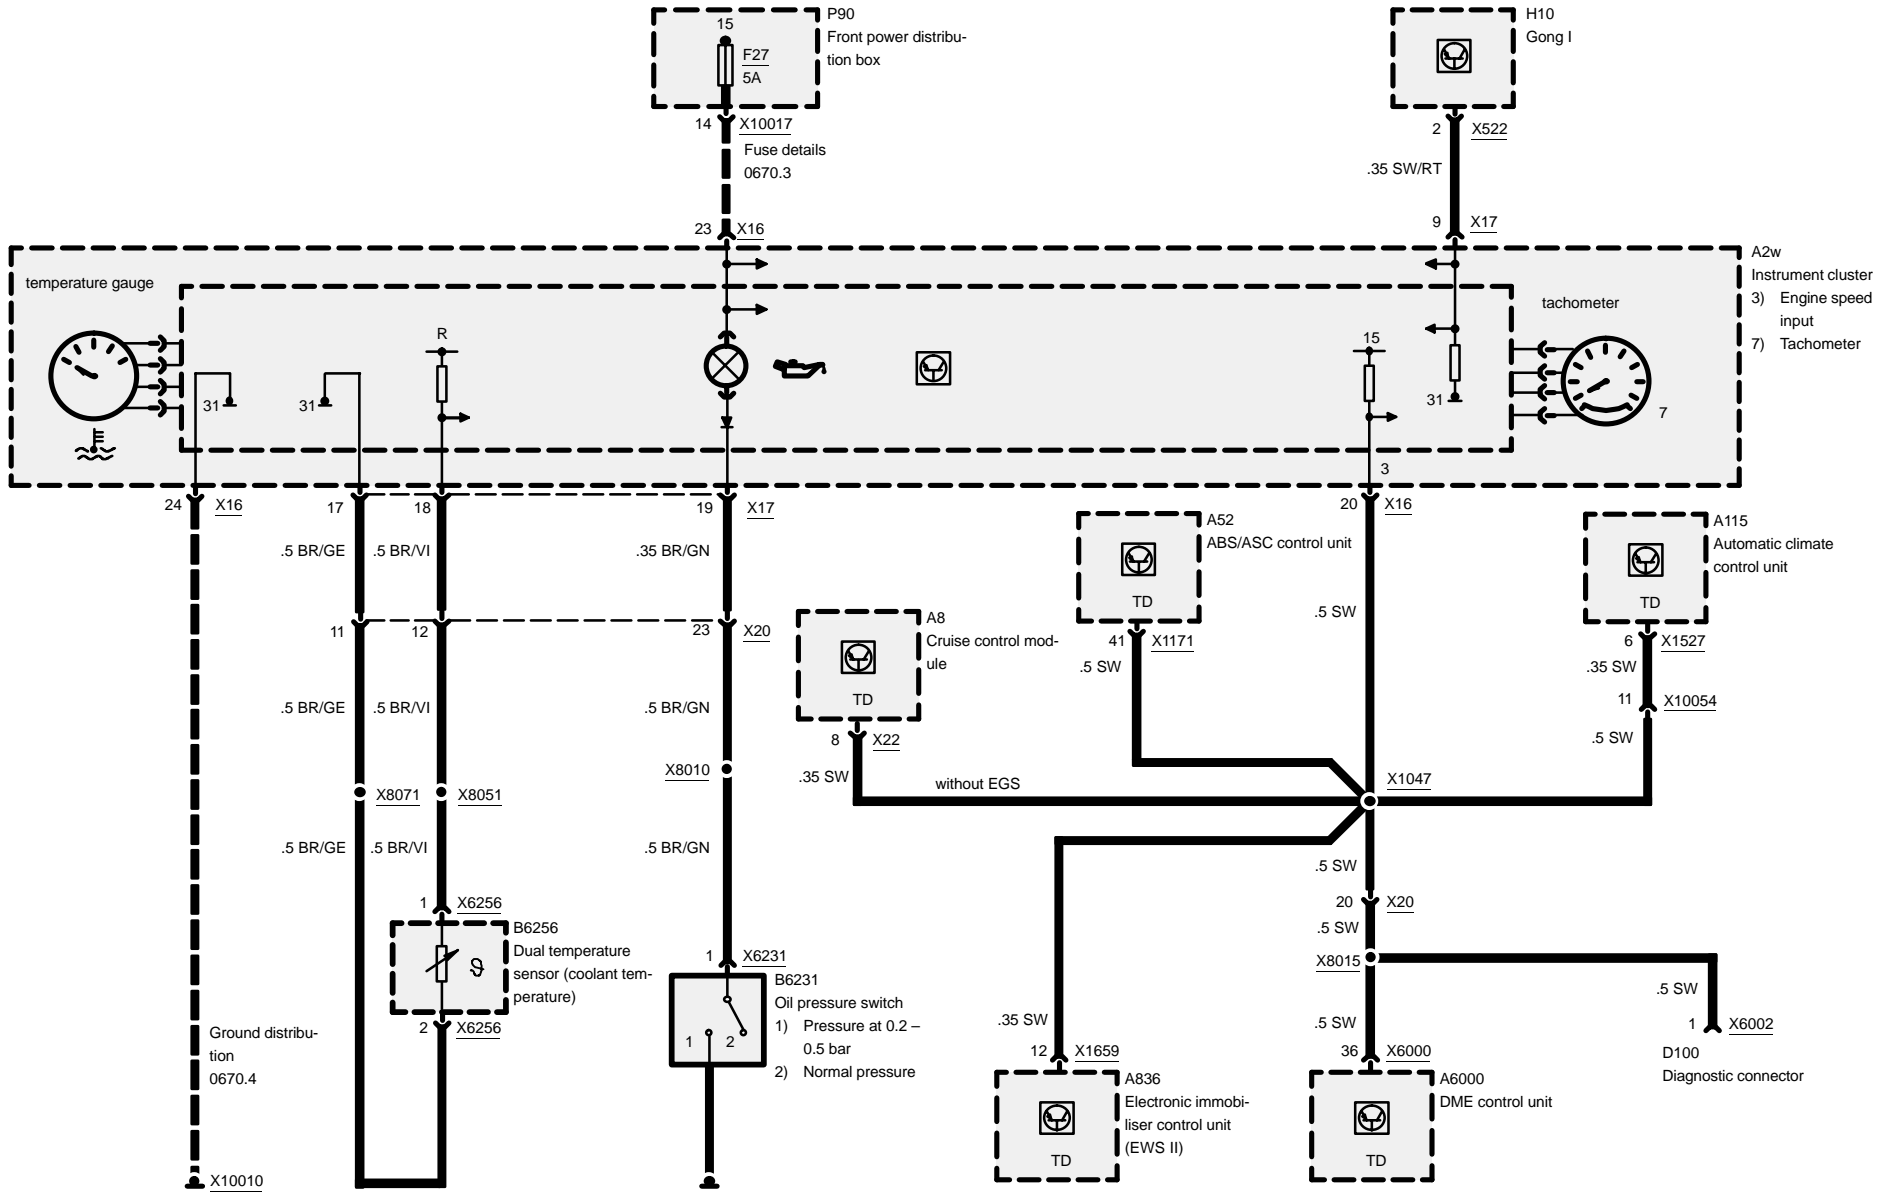 P90
Front power distribu-
tion box
15
F27
5A
14 X10017
Fuse details
0670.3
23 X16
H10
Gong I
2 X522
.35 SW/RT
9 X17
A2w
Instrument cluster
3) Engine speed
input
7) Tachometer
temperature gauge
tachometer
R
15
31
31
31
7
3
24 X16
17
18
19 X17
20 X16
.5 BR/GE
.5 BR/VI
.35 BR/GN
A52
ABS/ASC control unit
TD
A115
Automatic climate
control unit
TD
.5 SW
11
12
23 X20
A8
Cruise control mod-
ule
TD
41 X1171
.5 SW
6 X1527
.35 SW
11 X10054
.5 SW
.5 BR/GE
.5 BR/VI
.5 BR/GN
8 X22
.35 SW
without EGS
X8010
X8071
X8051
X1047
.5 BR/GE
.5 BR/VI
.5 BR/GN
.5 SW
1 X6256
20 X20
.5 SW
B6256
Dual temperature
sensor (coolant tem-
perature)
ϑ
2 X6256
1 X6231
B6231
Oil pressure switch
1) Pressure at 0.2 –
0.5 bar
2) Normal pressure
1
2
X8015
.5 SW
1 X6002
D100
Diagnostic connector
.35 SW
.5 SW
12 X1659
36 X6000
A836
Electronic immobi-
liser control unit
(EWS II)
TD
A6000
DME control unit
TD
Ground distribu-
tion
0670.4
X10010